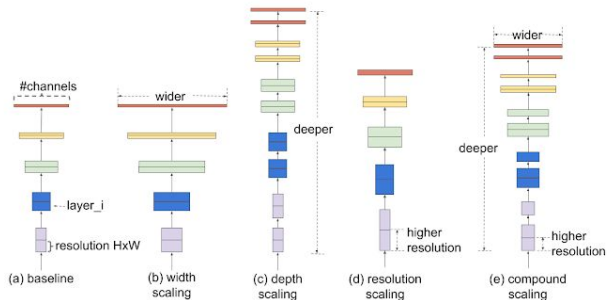 #channels
layer_i
resolution HxW
(a) baseline
wider
(b) width
scaling
deeper
(c) depth
scaling
higher
resolution
(d) resolution
scaling
wider
deeper
higher
resolution
(e) compound
scaling